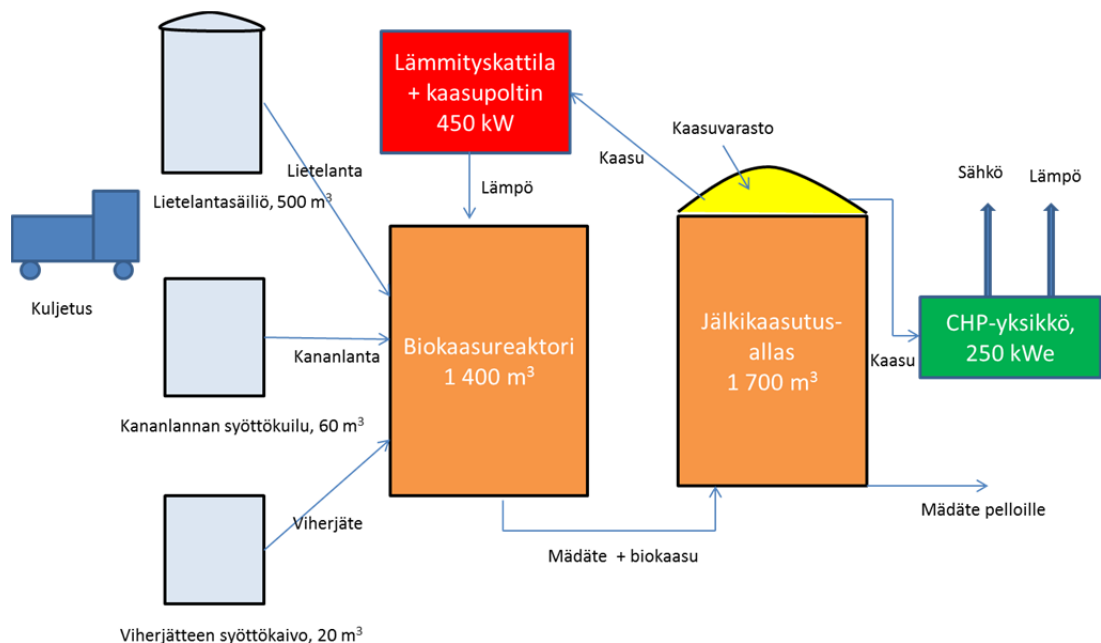 Lämmityskattila
+ kaasupoltin
450 kW
Kaasuvarasto
Kaasu
Sähkö
Lämpö
Lietelanta
Lämpö
Lietelantasäiliö, 500 m³
Kuljetus
Biokaasureaktori
1 400 m³
Jälkikaasutus-
allas
1 700 m³
CHP-yksikkö,
250 kWe
Kaasu
Kananlanta
Kananlannan syöttökuilu, 60 m³
Viherjäte
Mädäte + biokaasu
Mädäte pelloille
Viherjätteen syöttökaivo, 20 m³